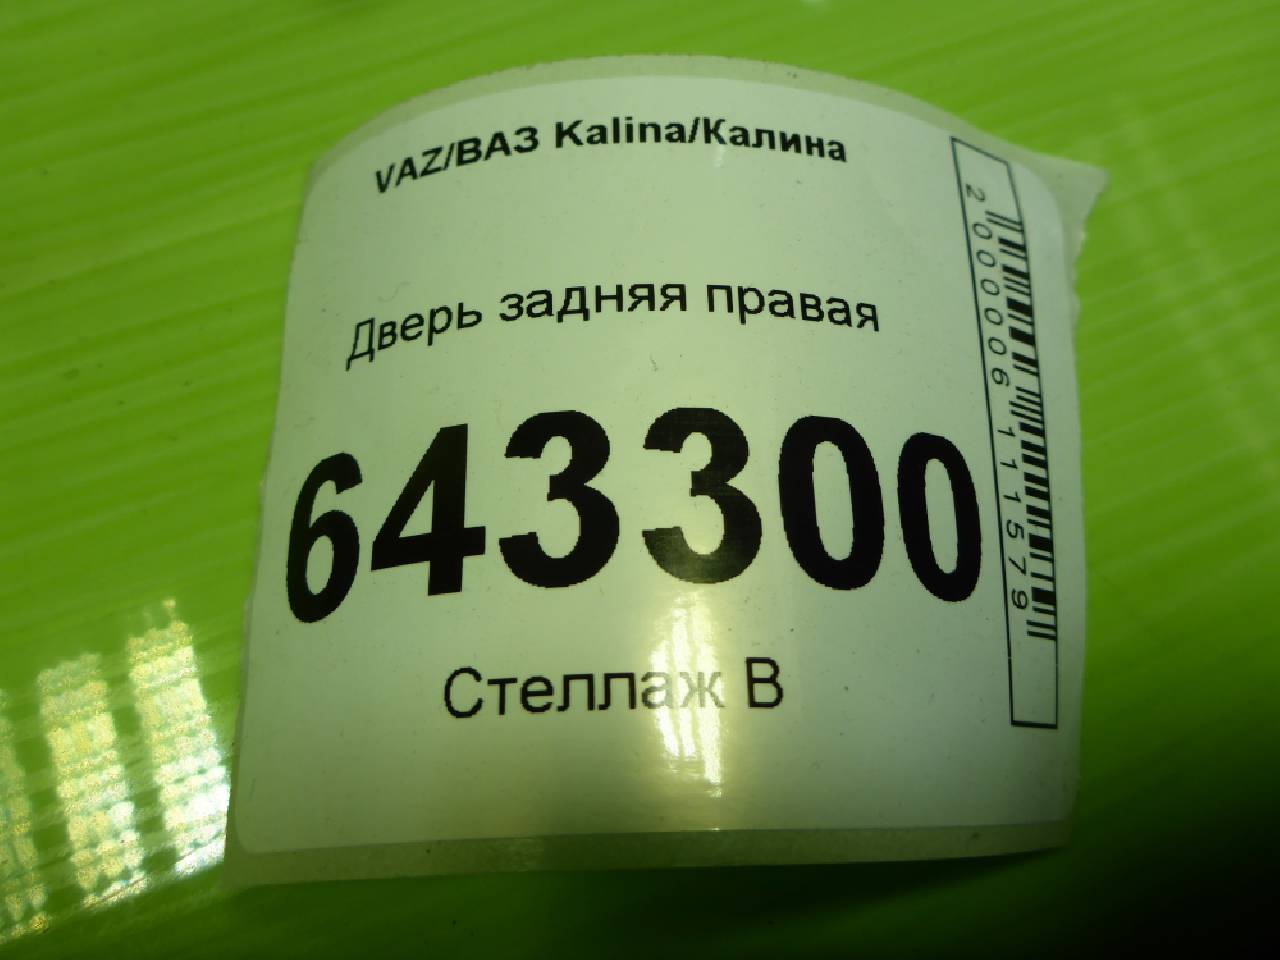 VAZ/ВАЗ Kalina/Калина
Дверь задняя правая
643300
Стеллаж В
2000006111579